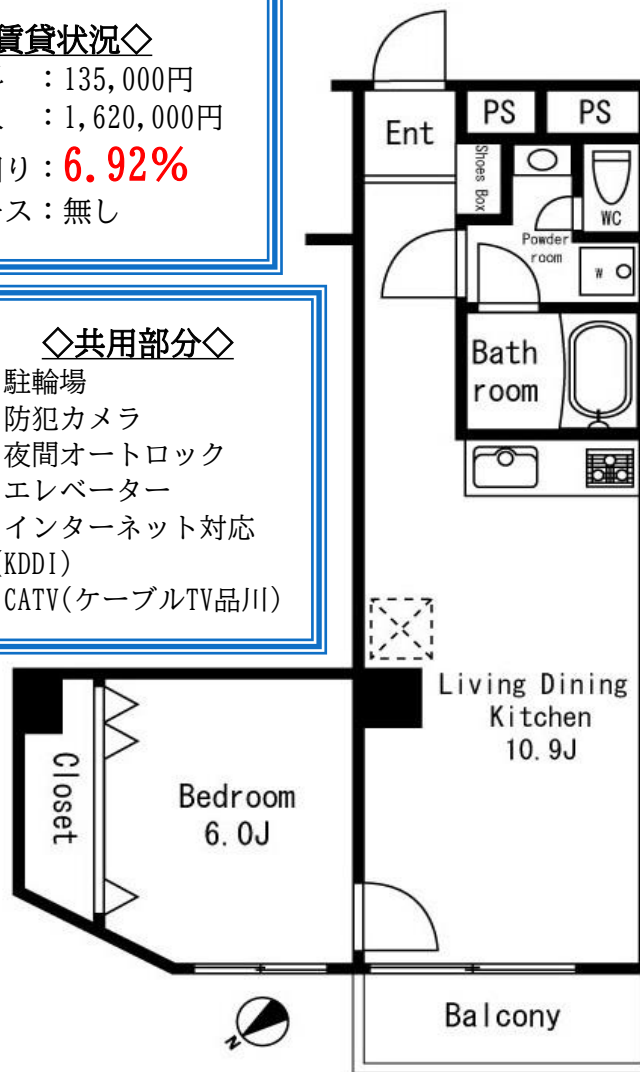 賃貸状況◇
：135,000円
：1,620,000円
り：6.92%
ス：無し
◇共用部分◇
駐輪場
防犯カメラ
夜間オートロック
エレベーター
インターネット対応
(KDDI)
CATV(ケーブルTV品川)
Ent
PS
PS
Shoes Box
WC
Powder
room
W
Bath
room
Living Dining
Kitchen
10.9J
Closet
Bedroom
6.0J
Balcony
N